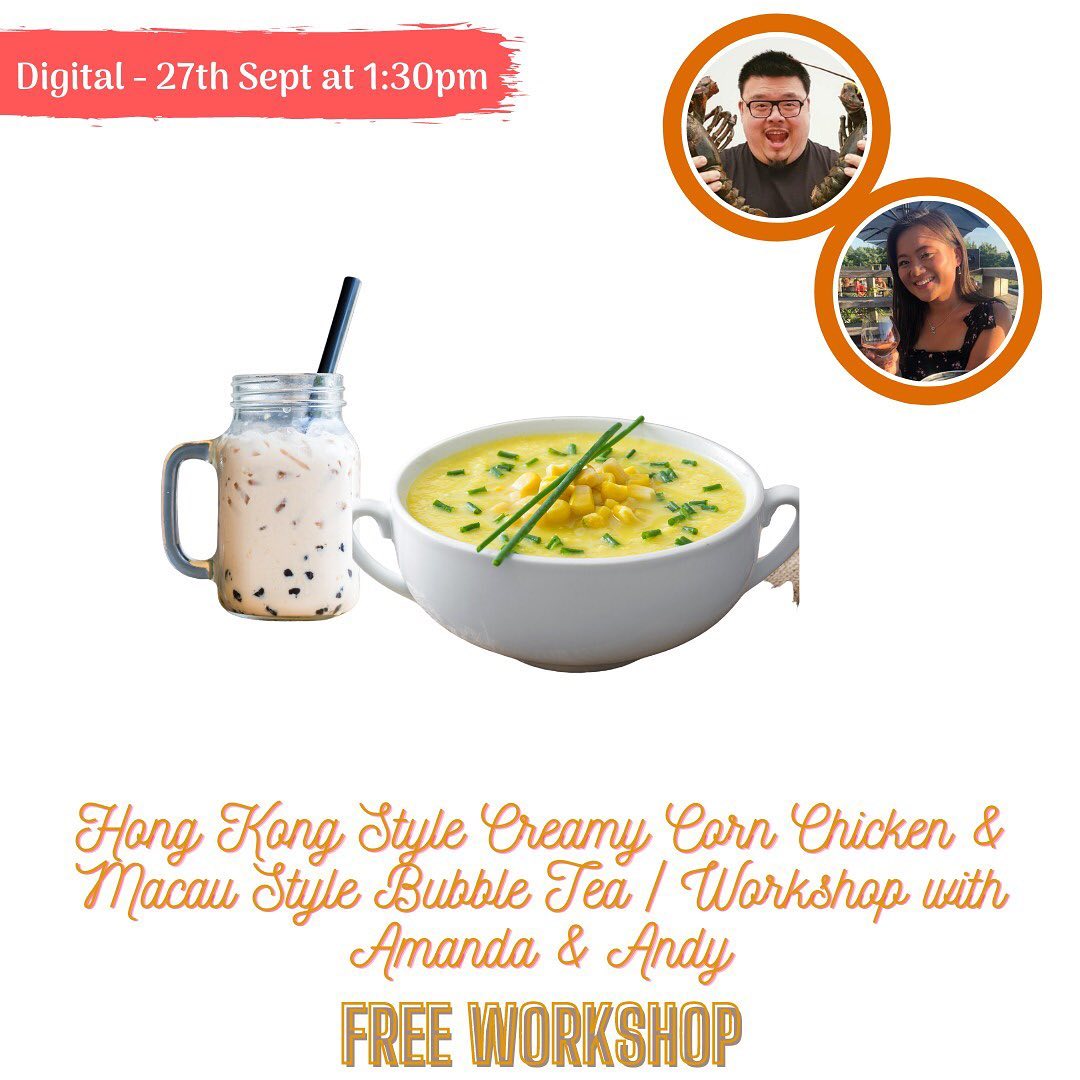 Digital - 27th Sept at 1:30pm
Hong Kong Style Creamy Corn Chicken &
Macau Style Bubble Tea / Workshop with
Amanda & Andy
FREE WORKSHOP